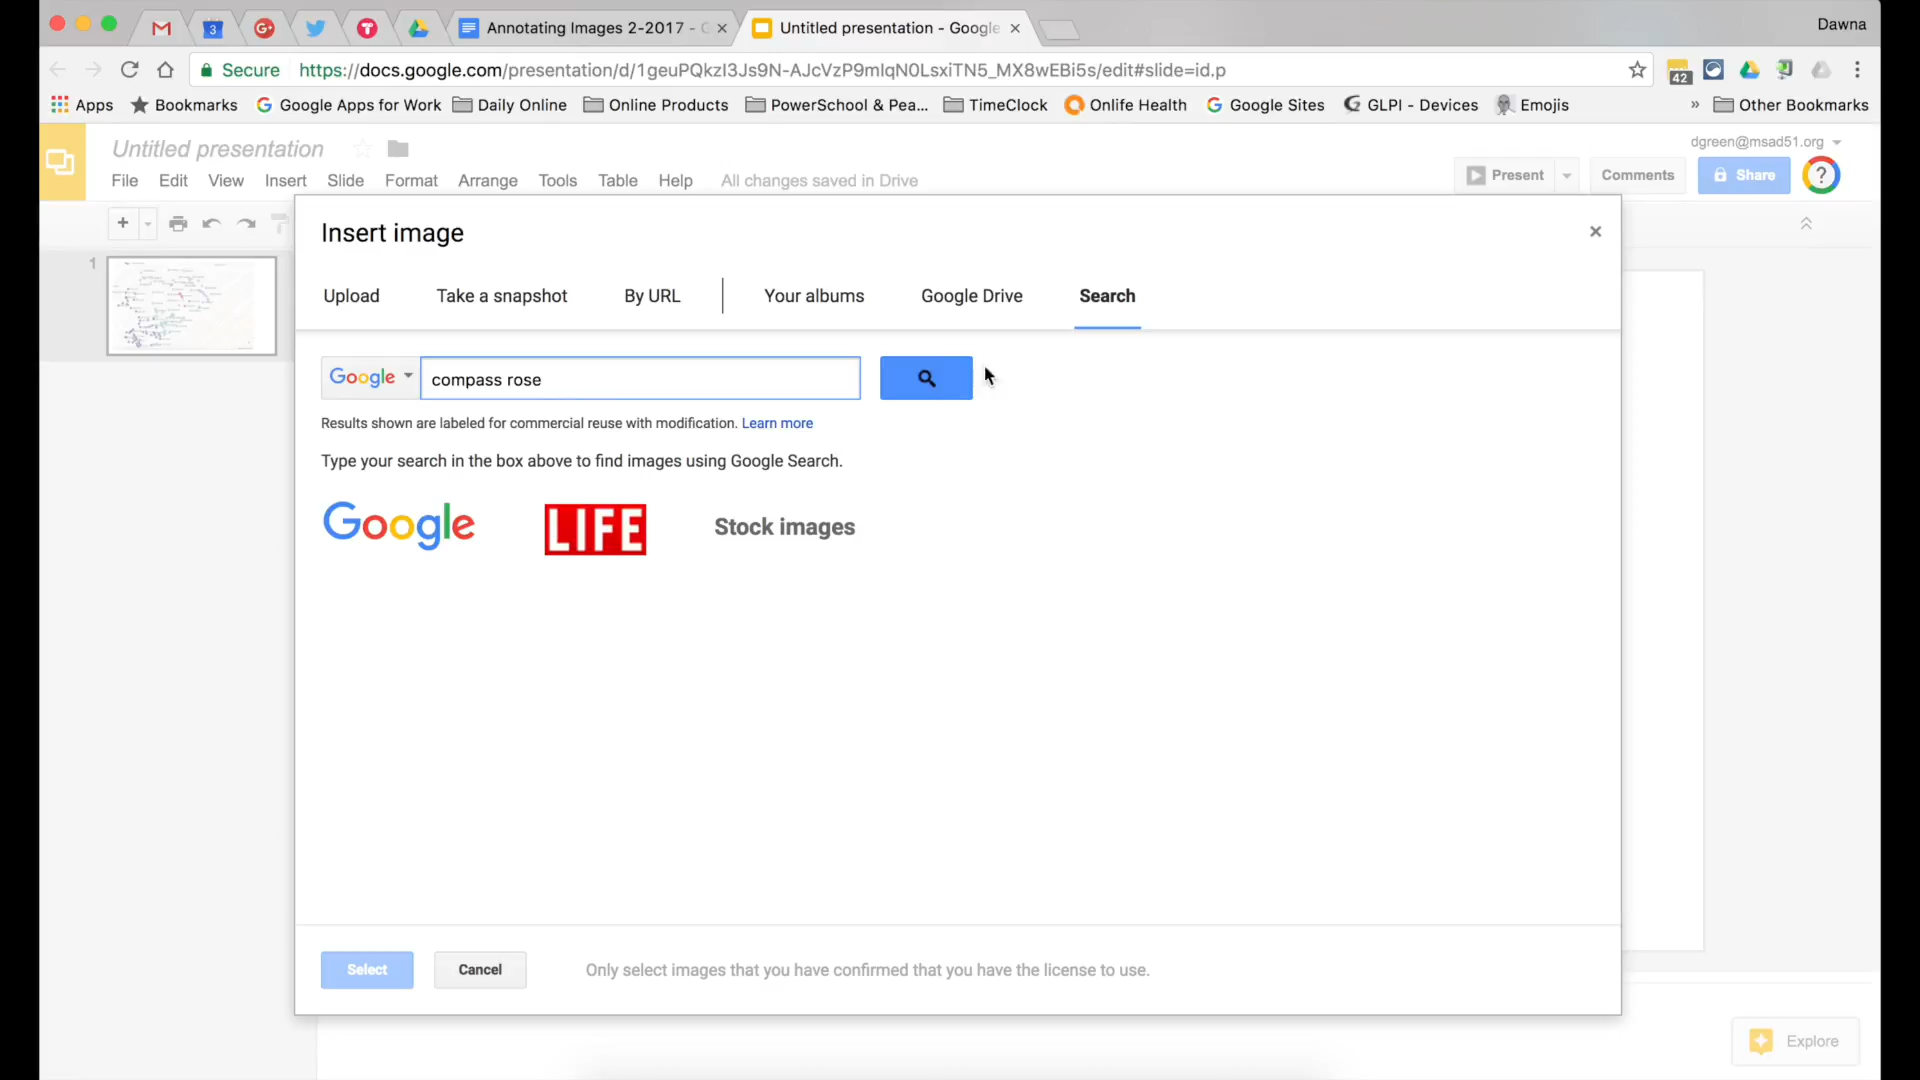 Annotating Images 2-2017 - G
Untitled presentation - Google
Dawna
Secure https://docs.google.com/presentation/d/1geuPQkzI3Js9N-AJcVzP9mlqN0LsxiTN5_MX8wEBi5s/edit#slide=id.p
42
Apps Bookmarks Google Apps for Work Daily Online Online Products PowerSchool & Pea... TimeClock Onlife Health Google Sites GLPI - Devices Emojis » Other Bookmarks
Untitled presentation
dgreen@msad51.org
File Edit View Insert Slide Format Arrange Tools Table Help All changes saved in Drive
Present Comments Share
1
Insert image
Upload Take a snapshot By URL Your albums Google Drive Search
Google compass rose
Results shown are labeled for commercial reuse with modification. Learn more
Type your search in the box above to find images using Google Search.
Google LIFE Stock images
Select Cancel Only select images that you have confirmed that you have the license to use.
Explore